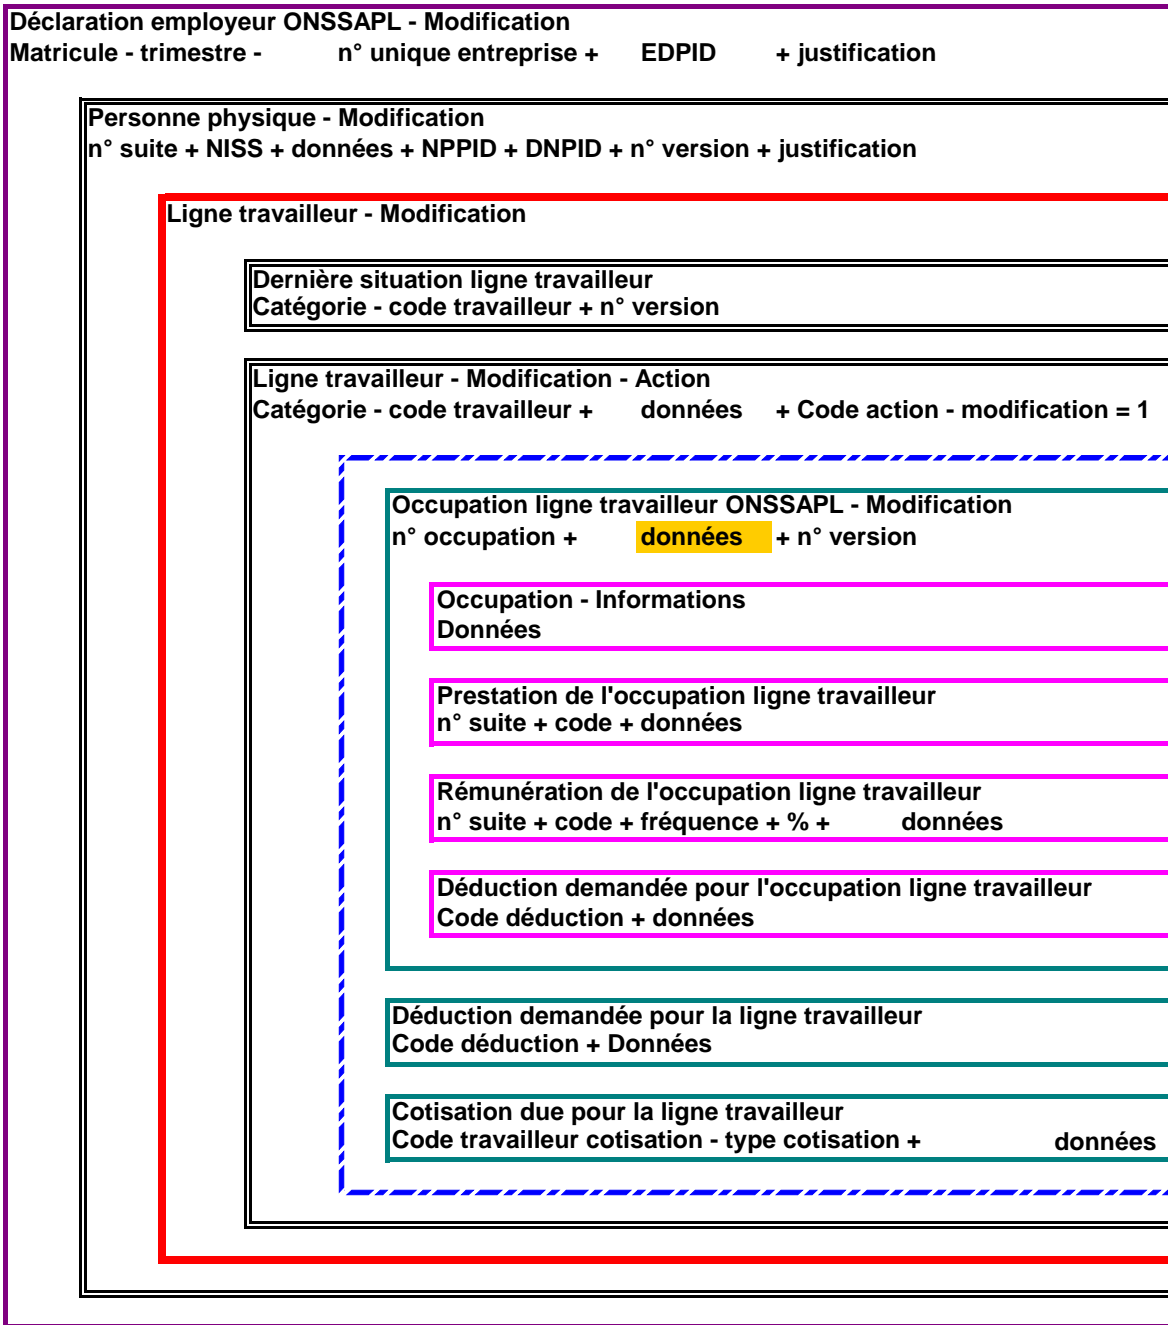 Déclaration employeur ONSSAPL - Modification
Matricule - trimestre - n° unique entreprise + EDPID + justification
Personne physique - Modification
n° suite + NISS + données + NPPID + DNPID + n° version + justification
Ligne travailleur - Modification
Dernière situation ligne travailleur
Catégorie - code travailleur + n° version
Ligne travailleur - Modification - Action
Catégorie - code travailleur + données + Code action - modification = 1
Occupation ligne travailleur ONSSAPL - Modification
n° occupation + données + n° version
Occupation - Informations
Données
Prestation de l'occupation ligne travailleur
n° suite + code + données
Rémunération de l'occupation ligne travailleur
n° suite + code + fréquence + % + données
Déduction demandée pour l'occupation ligne travailleur
Code déduction + données
Déduction demandée pour la ligne travailleur
Code déduction + Données
Cotisation due pour la ligne travailleur
Code travailleur cotisation - type cotisation + données